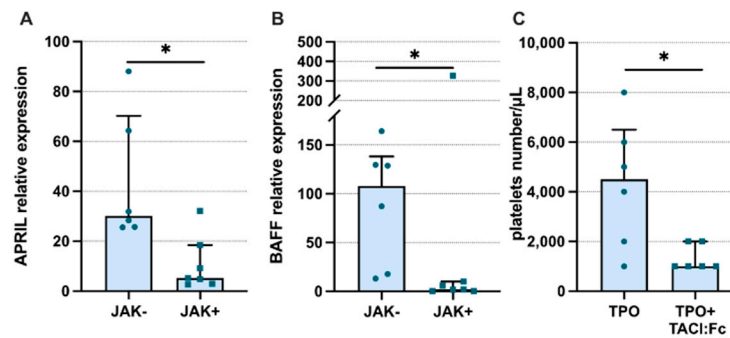 A
*
APRIL relative expression
100
80
60
40
20
0
JAK-
JAK+
B
*
BAFF relative expression
500
400
300
200
150
100
50
0
JAK-
JAK+
C
*
platelets number/µL
10,000
8,000
6,000
4,000
2,000
0
TPO
TPO+
TACI:Fc